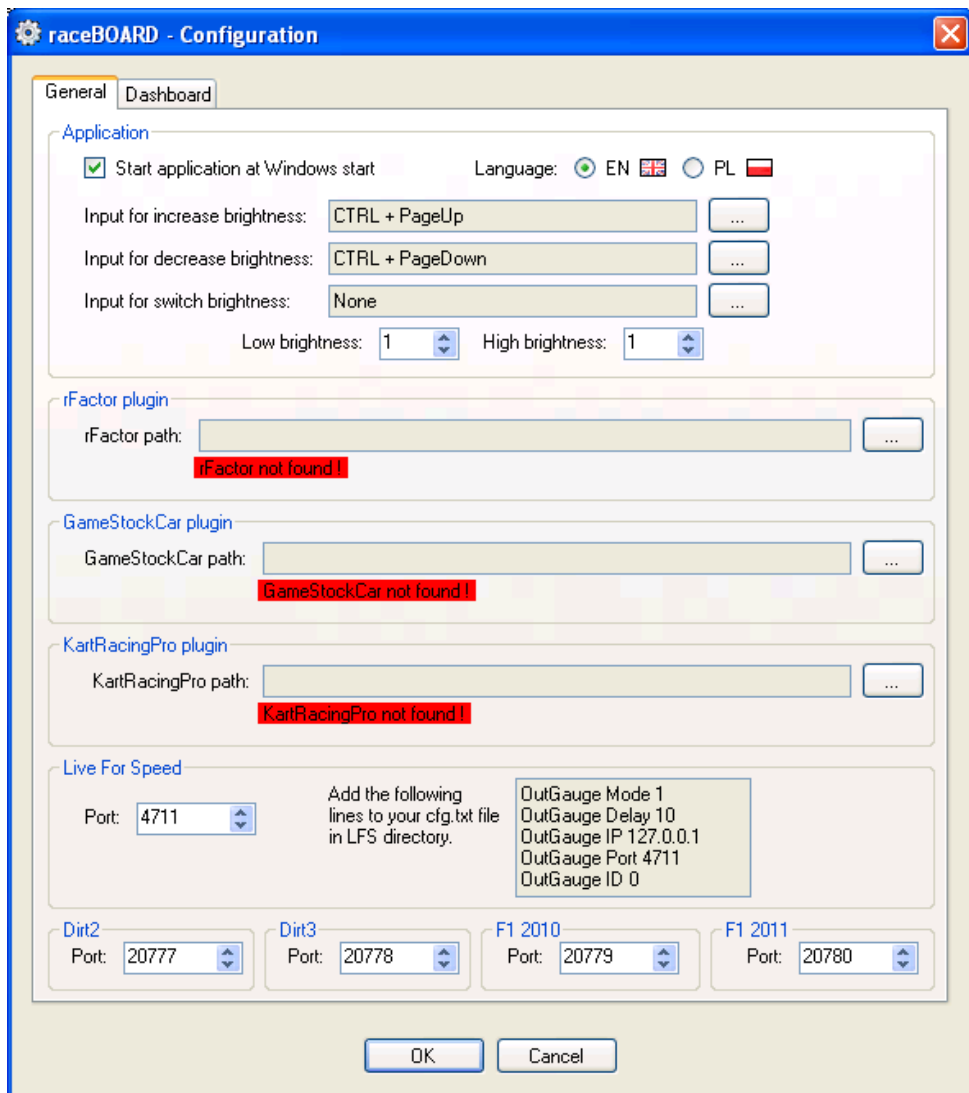 raceBOARD - Configuration
General Dashboard
Application
Start application at Windows start Language: EN PL
Input for increase brightness: CTRL + PageUp ...
Input for decrease brightness: CTRL + PageDown ...
Input for switch brightness: None ...
Low brightness: 1 High brightness: 1
rFactor plugin
rFactor path: ...
rFactor not found !
GameStockCar plugin
GameStockCar path: ...
GameStockCar not found !
KartRacingPro plugin
KartRacingPro path: ...
KartRacingPro not found !
Live For Speed
Port: 4711
Add the following
lines to your cfg.txt file
in LFS directory.
OutGauge Mode 1
OutGauge Delay 10
OutGauge IP 127.0.0.1
OutGauge Port 4711
OutGauge ID 0
Dirt2 Dirt3 F1 2010 F1 2011
Port: 20777 Port: 20778 Port: 20779 Port: 20780
OK Cancel